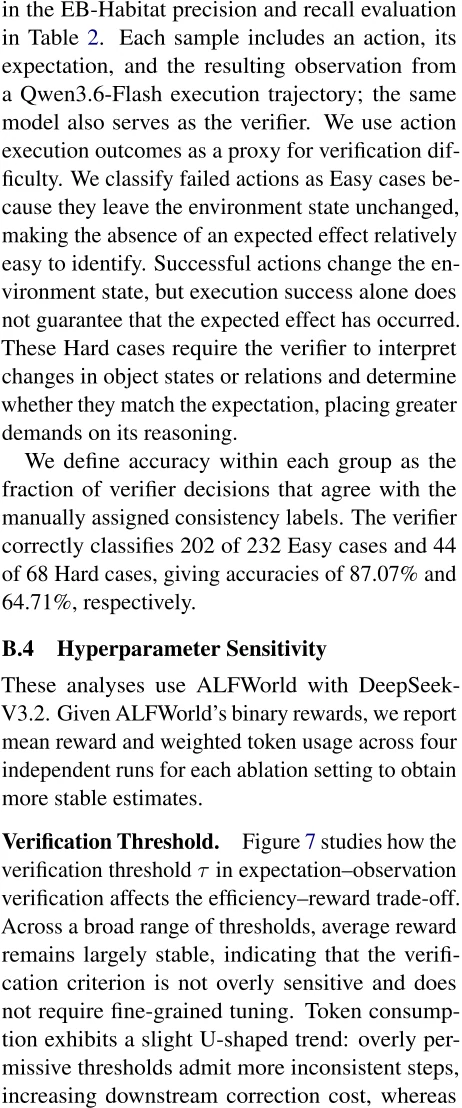 in the EB-Habitat precision and recall evaluation
in Table 2. Each sample includes an action, its
expectation, and the resulting observation from
a Qwen3.6-Flash execution trajectory; the same
model also serves as the verifier. We use action
execution outcomes as a proxy for verification dif-
ficulty. We classify failed actions as Easy cases be-
cause they leave the environment state unchanged,
making the absence of an expected effect relatively
easy to identify. Successful actions change the en-
vironment state, but execution success alone does
not guarantee that the expected effect has occurred.
These Hard cases require the verifier to interpret
changes in object states or relations and determine
whether they match the expectation, placing greater
demands on its reasoning.
We define accuracy within each group as the
fraction of verifier decisions that agree with the
manually assigned consistency labels. The verifier
correctly classifies 202 of 232 Easy cases and 44
of 68 Hard cases, giving accuracies of 87.07% and
64.71%, respectively.
B.4 Hyperparameter Sensitivity
These analyses use ALFWorld with DeepSeek-
V3.2. Given ALFWorld's binary rewards, we report
mean reward and weighted token usage across four
independent runs for each ablation setting to obtain
more stable estimates.
Verification Threshold. Figure 7 studies how the
verification threshold τ in expectation–observation
verification affects the efficiency–reward trade-off.
Across a broad range of thresholds, average reward
remains largely stable, indicating that the verifi-
cation criterion is not overly sensitive and does
not require fine-grained tuning. Token consump-
tion exhibits a slight U-shaped trend: overly per-
missive thresholds admit more inconsistent steps,
increasing downstream correction cost, whereas